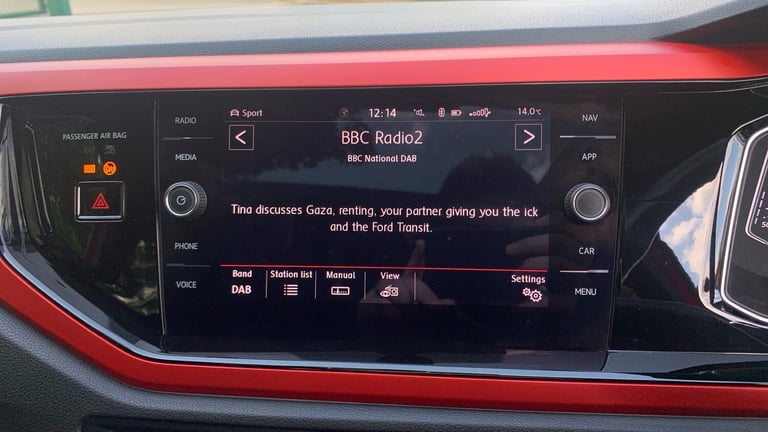 PASSENGER AIR BAG
OFF
RADIO
MEDIA
PHONE
VOICE
Sport
12:14
14.0°C
BBC Radio2
BBC National DAB
Tina discusses Gaza, renting, your partner giving you the ick
and the Ford Transit.
Band
DAB
Station list
Manual
View
Settings
NAV
APP
CAR
MENU